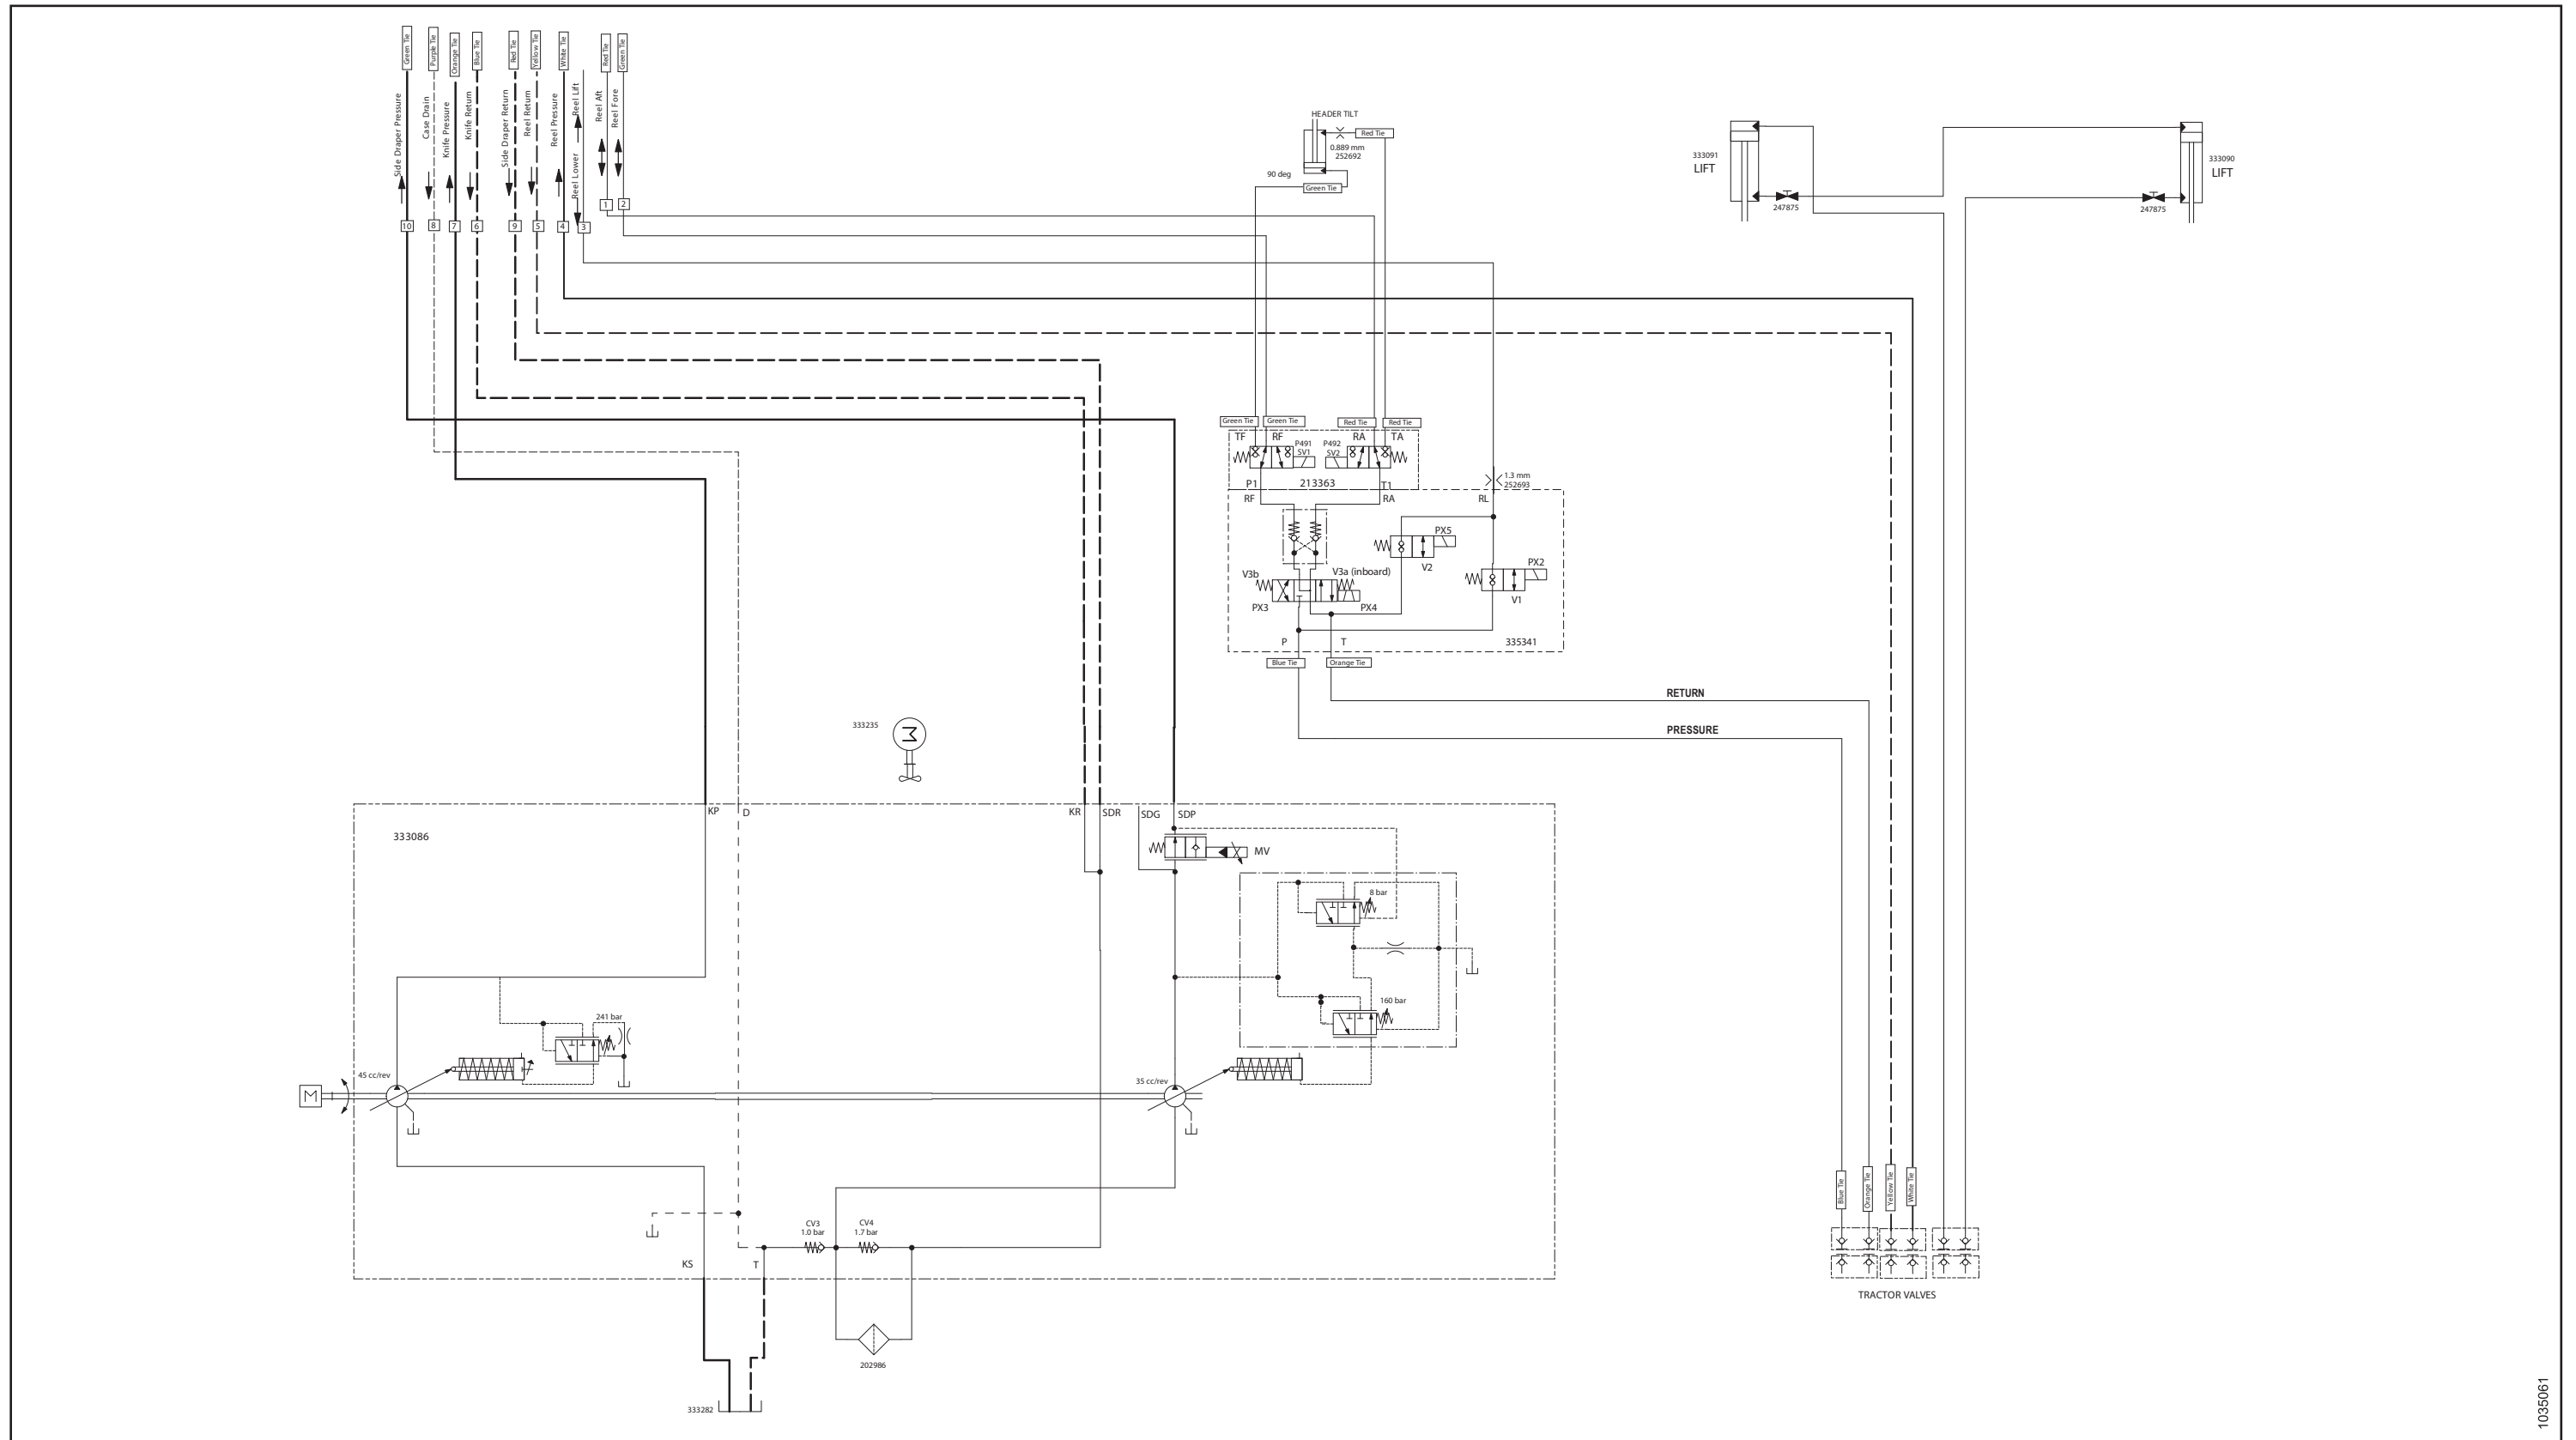 Green Tie
Purple Tie
Orange Tie
Blue Tie
Red Tie
Yellow Tie
White Tie
Red Tie
Green Tie
Side Draper Pressure
Case Drain
Knife Pressure
Knife Return
Side Draper Return
Reel Return
Reel Pressure
Reel Lower
Reel Lift
Reel Aft
Reel Fore
10
8
7
6
9
5
4
3
1
2
HEADER TILT
Red Tie
0.889 mm
252692
90 deg
Green Tie
333091
LIFT
247875
333090
LIFT
247875
Green Tie
Green Tie
Red Tie
Red Tie
TF
RF
P491
SV1
P492
SV2
RA
TA
P1
213363
T1
RF
RA
RL
1.3 mm
252693
PX5
V2
PX2
V1
V3b
V3a (inboard)
PX3
PX4
P
T
335341
Blue Tie
Orange Tie
RETURN
PRESSURE
333235
M
333086
KP
D
KR
SDR
SDG
SDP
MV
8 bar
160 bar
241 bar
45 cc/rev
35 cc/rev
M
CV3
1.0 bar
CV4
1.7 bar
KS
T
202986
333282
Blue Tie
Orange Tie
Yellow Tie
White Tie
TRACTOR VALVES
1035061